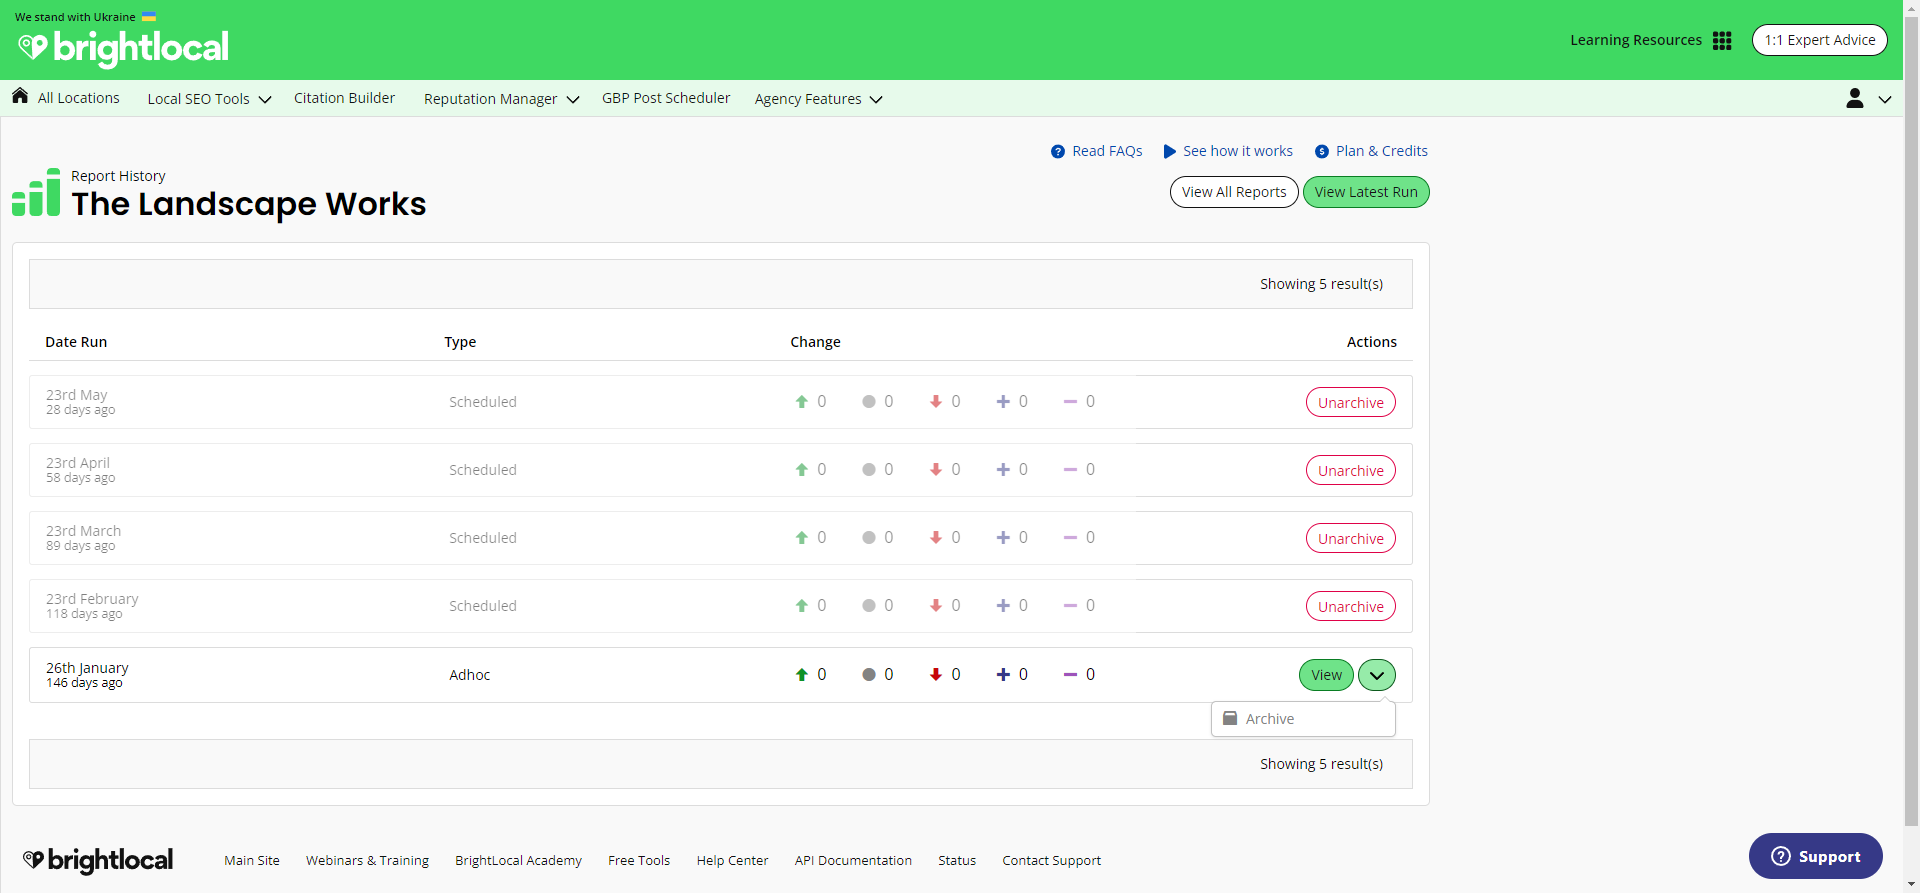 We stand with Ukraine
brightlocal
Learning Resources
1:1 Expert Advice
All Locations
Local SEO Tools
Citation Builder
Reputation Manager
GBP Post Scheduler
Agency Features
Read FAQs
See how it works
Plan & Credits
Report History
The Landscape Works
View All Reports
View Latest Run
Showing 5 result(s)
Date Run Type Change Actions
23rd May
28 days ago
Scheduled 0 0 0 0 0 Unarchive
23rd April
58 days ago
Scheduled 0 0 0 0 0 Unarchive
23rd March
89 days ago
Scheduled 0 0 0 0 0 Unarchive
23rd February
118 days ago
Scheduled 0 0 0 0 0 Unarchive
26th January
146 days ago
Adhoc 0 0 0 0 0 View
Archive
Showing 5 result(s)
brightlocal
Main Site
Webinars & Training
BrightLocal Academy
Free Tools
Help Center
API Documentation
Status
Contact Support
Support